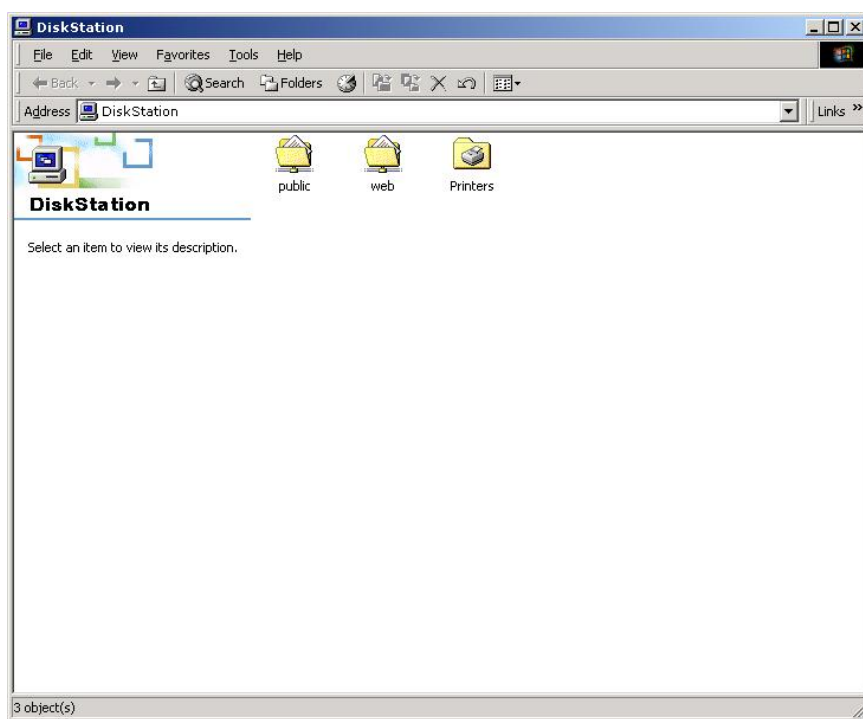 DiskStation
File Edit View Favorites Tools Help
Back Search Folders
Address DiskStation Links »
public web Printers
DiskStation
Select an item to view its description.
3 object(s)